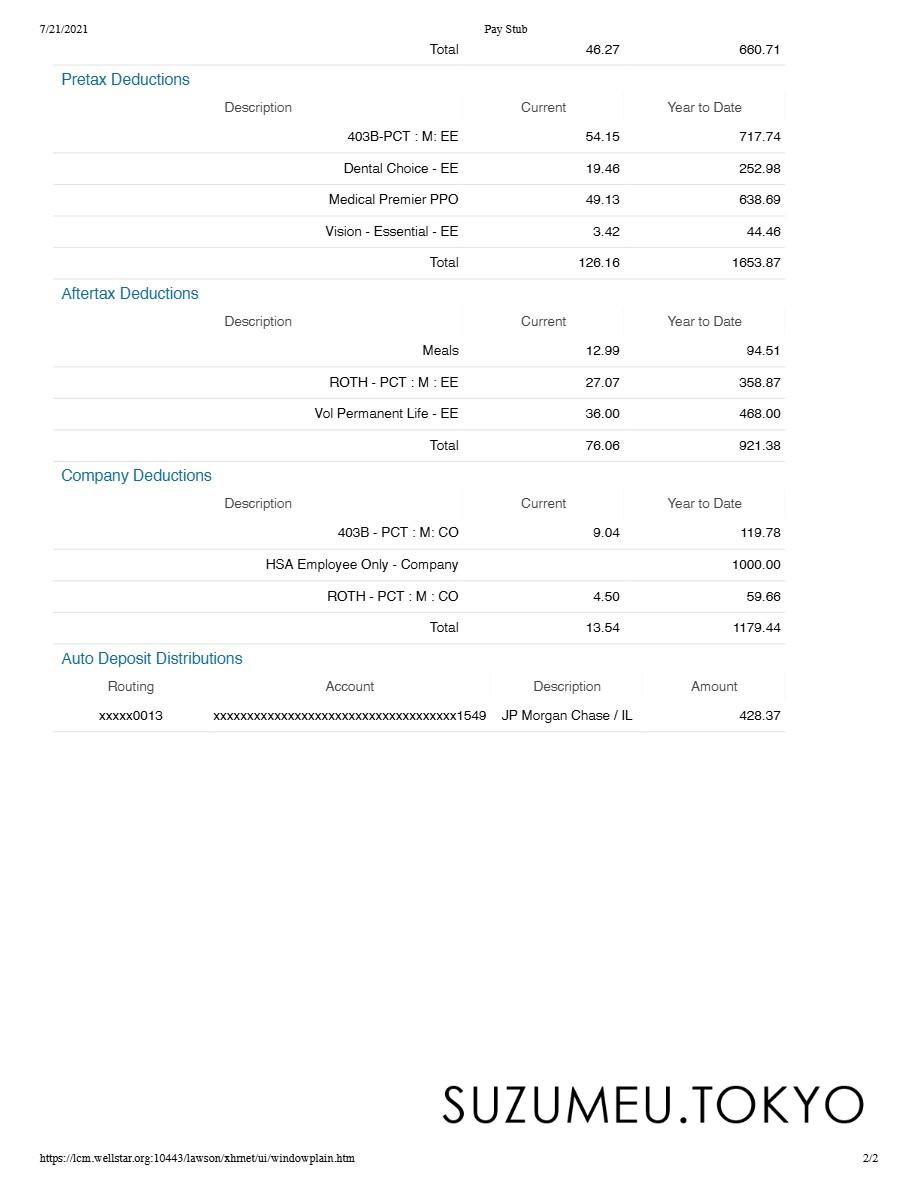 7/21/2021 Pay Stub
Total 46.27 660.71
Pretax Deductions
Description Current Year to Date
403B-PCT : M: EE 54.15 717.74
Dental Choice - EE 19.46 252.98
Medical Premier PPO 49.13 638.69
Vision - Essential - EE 3.42 44.46
Total 126.16 1653.87
Aftertax Deductions
Description Current Year to Date
Meals 12.99 94.51
ROTH - PCT : M : EE 27.07 358.87
Vol Permanent Life - EE 36.00 468.00
Total 76.06 921.38
Company Deductions
Description Current Year to Date
403B - PCT : M: CO 9.04 119.78
HSA Employee Only - Company 1000.00
ROTH - PCT : M : CO 4.50 59.66
Total 13.54 1179.44
Auto Deposit Distributions
Routing Account Description Amount
xxxxx0013 xxxxxxxxxxxxxxxxxxxxxxxxxxxxxxxxxxxx1549 JP Morgan Chase / IL 428.37
SUZUMEU.TOKYO
https://lcm.wellstar.org:10443/lawson/xhrnet/ui/windowplain.htm 2/2